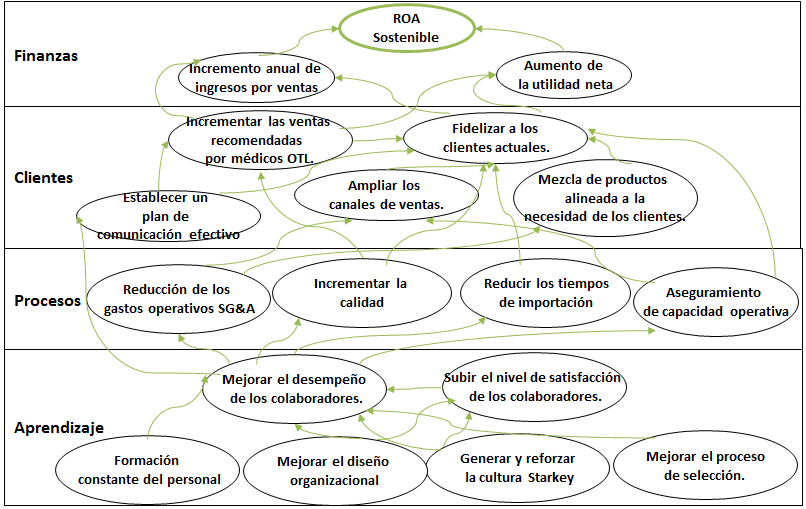 ROA
Sostenible
Finanzas
Incremento anual de
ingresos por ventas
Aumento de
la utilidad neta
Incrementar las ventas
recomendadas
por médicos OTL.
Fidelizar a los
clientes actuales.
Clientes
Ampliar los
canales de ventas.
Mezcla de productos
alineada a la
necesidad de los clientes.
Establecer un
plan de
comunicación efectivo
Procesos
Reducción de los
gastos operativos SG&A
Incrementar la
calidad
Reducir los tiempos
de importación
Aseguramiento
de capacidad operativa
Mejorar el desempeño
de los colaboradores.
Subir el nivel de satisfacción
de los colaboradores.
Aprendizaje
Formación
constante del personal
Mejorar el diseño
organizacional
Generar y reforzar
la cultura Starkey
Mejorar el proceso
de selección.